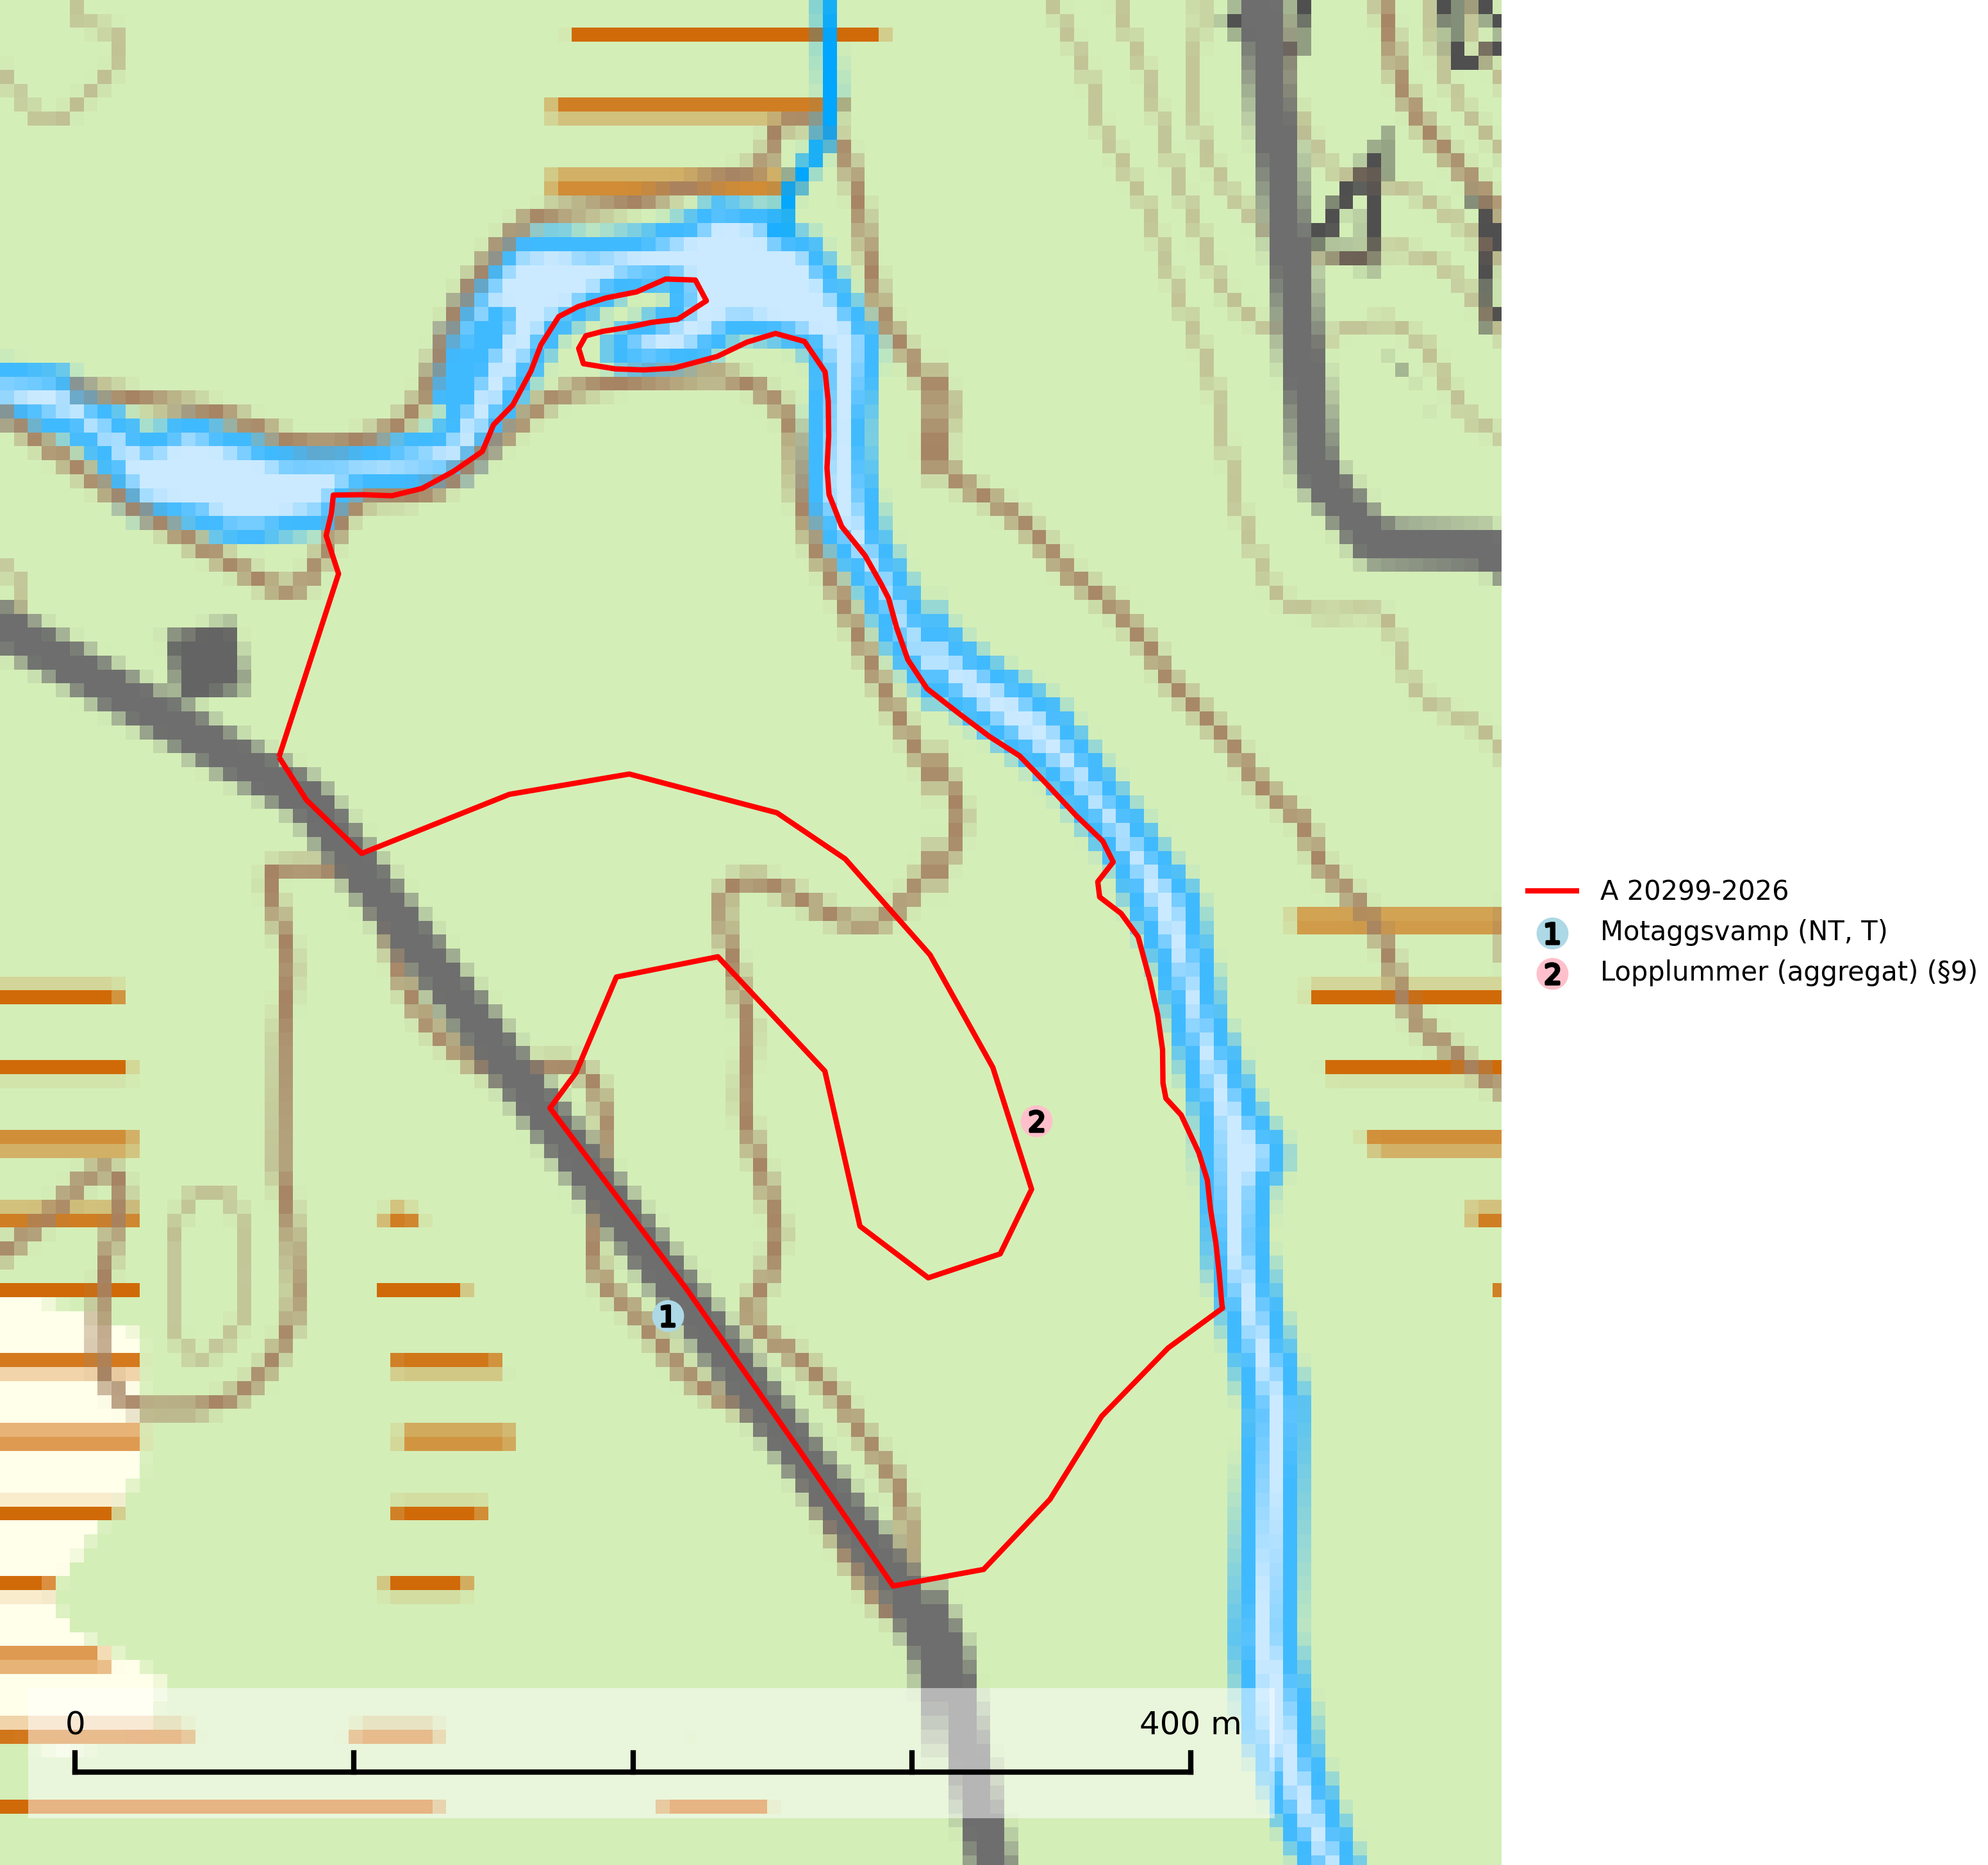 A 20299-2026
1 Motaggsvamp (NT, T)
2 Lopplummer (aggregat) (§9)
2
1
0 400 m